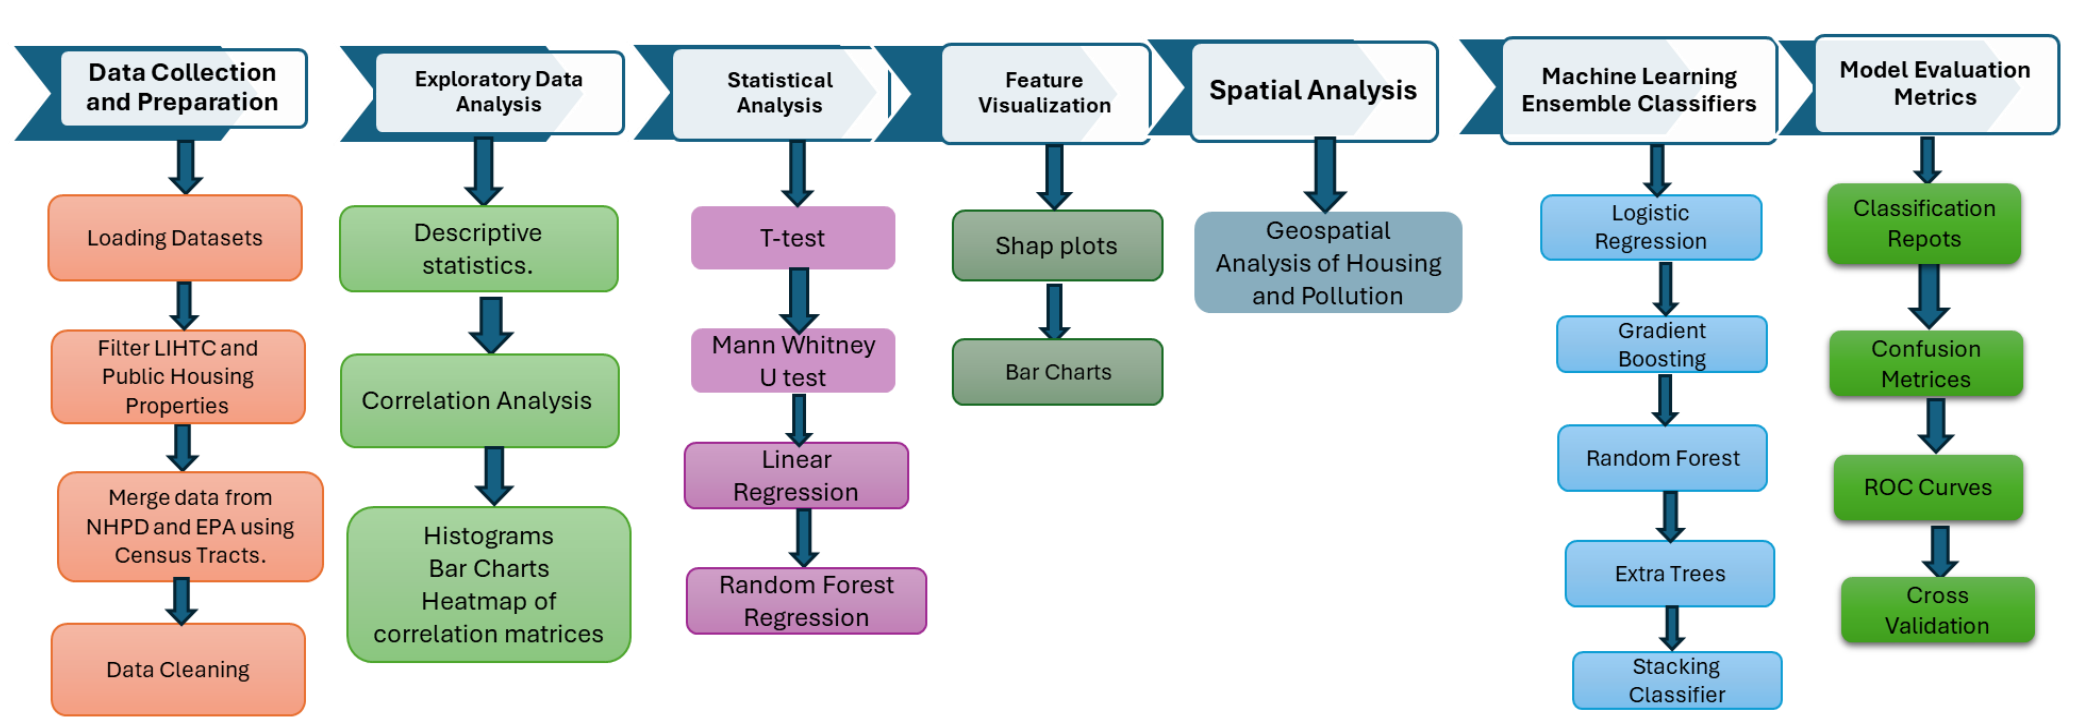 Data Collection
and Preparation
Loading Datasets
Filter LIHTC and
Public Housing
Properties
Merge data from
NHPD and EPA using
Census Tracts.
Data Cleaning
Exploratory Data
Analysis
Descriptive
statistics.
Correlation Analysis
Histograms
Bar Charts
Heatmap of
correlation matrices
Statistical
Analysis
T-test
Mann Whitney
U test
Linear
Regression
Random Forest
Regression
Feature
Visualization
Shap plots
Bar Charts
Spatial Analysis
Geospatial
Analysis of Housing
and Pollution
Machine Learning
Ensemble Classifiers
Logistic
Regression
Gradient
Boosting
Random Forest
Extra Trees
Stacking
Classifier
Model Evaluation
Metrics
Classification
Repots
Confusion
Metrices
ROC Curves
Cross
Validation